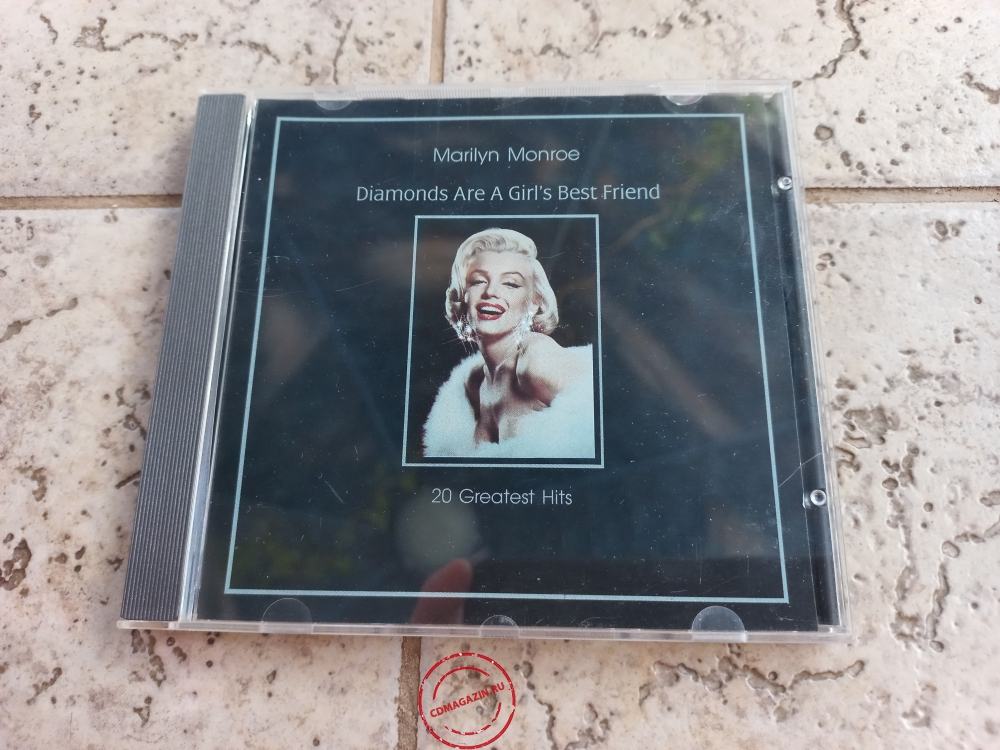 Marilyn Monroe
Diamonds Are A Girl's Best Friend
20 Greatest Hits
CDMAGAZIN.RU